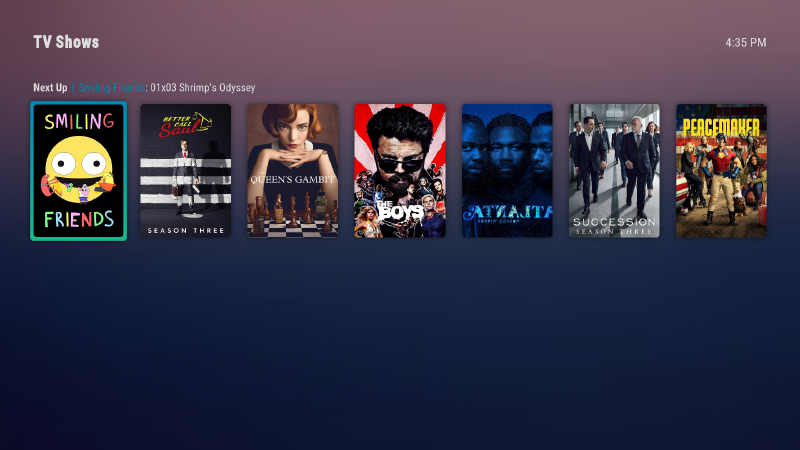 TV Shows
4:35 PM
Next Up | Smiling Friends: 01x03 Shrimp's Odyssey
SMILING
FRIENDS
BETTER
CALL
Saul
SEASON THREE
QUEEN'S GAMBIT
THE
BOYS
ATLANTA
SUCCESSION
SEASON THREE
PEACEMAKER